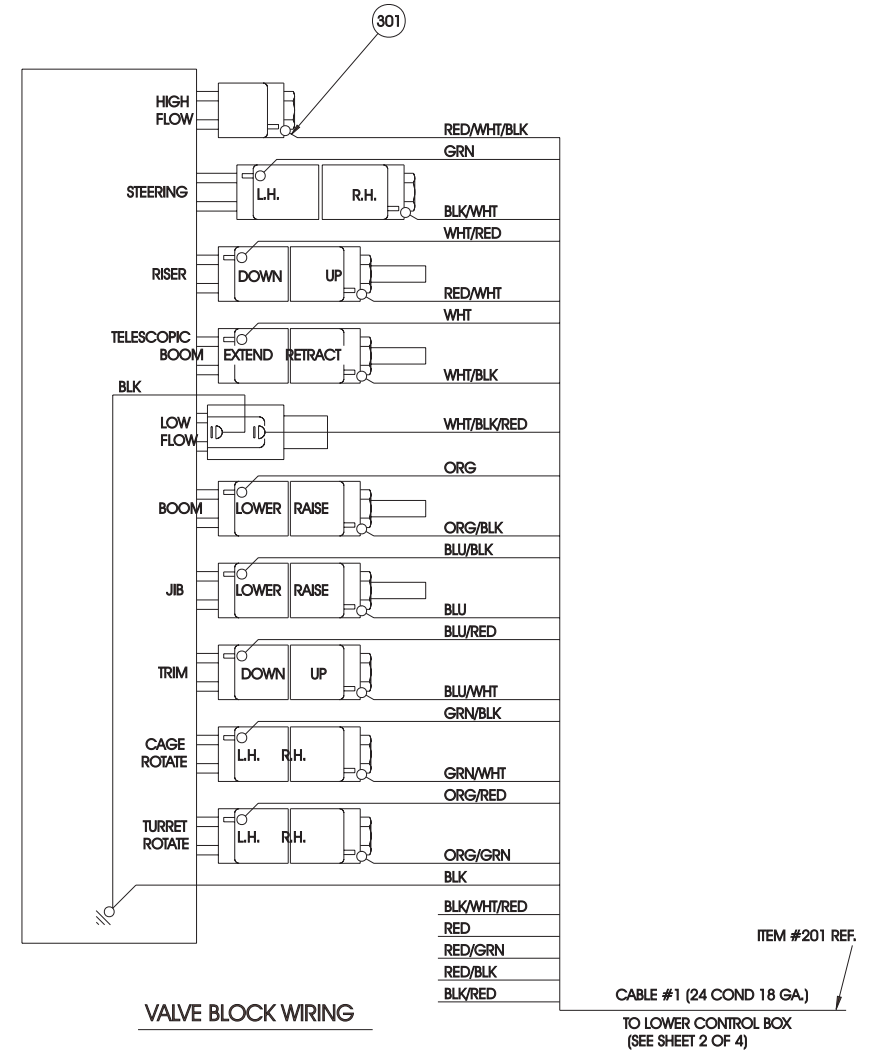 301
HIGH
FLOW
RED/WHT/BLK
GRN
STEERING
L.H. R.H.
BLK/WHT
WHT/RED
RISER
DOWN UP
RED/WHT
WHT
TELESCOPIC
BOOM
EXTEND RETRACT
WHT/BLK
BLK
LOW
FLOW
WHT/BLK/RED
ORG
BOOM
LOWER RAISE
ORG/BLK
BLU/BLK
JIB
LOWER RAISE
BLU
BLU/RED
TRIM
DOWN UP
BLU/WHT
GRN/BLK
CAGE
ROTATE
L.H. R.H.
GRN/WHT
ORG/RED
TURRET
ROTATE
L.H. R.H.
ORG/GRN
BLK
BLK/WHT/RED
RED
RED/GRN
RED/BLK
BLK/RED
ITEM #201 REF.
CABLE #1 (24 COND 18 GA.)
TO LOWER CONTROL BOX
(SEE SHEET 2 OF 4)
VALVE BLOCK WIRING